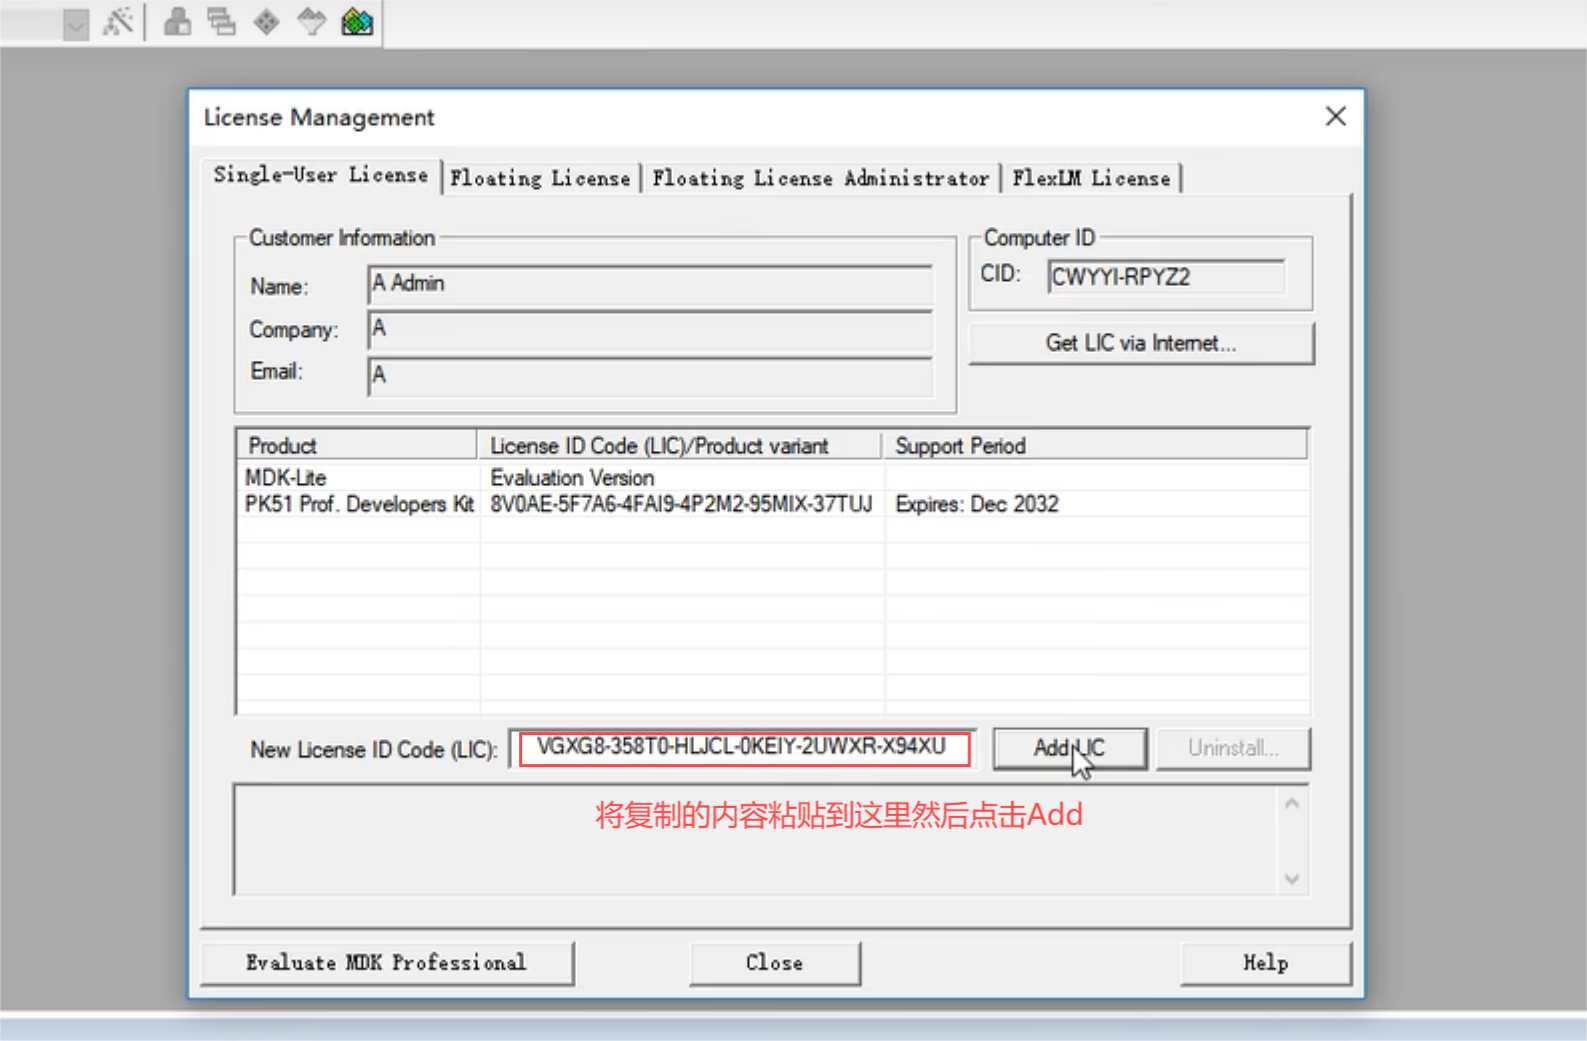 License Management
Single-User License
Floating License
Floating License Administrator
FlexLM License
Customer Information
Name:
A Admin
Company:
A
Email:
A
Computer ID
CID:
CWYYI-RPYZ2
Get LIC via Internet...
Product
License ID Code (LIC)/Product variant
Support Period
MDK-Lite
Evaluation Version
PK51 Prof. Developers Kit
8V0AE-5F7A6-4FAI9-4P2M2-95MIX-37TUJ
Expires: Dec 2032
New License ID Code (LIC):
VGXG8-358T0-HLJCL-0KEIY-2UWXR-X94XU
Add LIC
Uninstall...
将复制的内容粘贴到这里然后点击Add
Evaluate MDK Professional
Close
Help